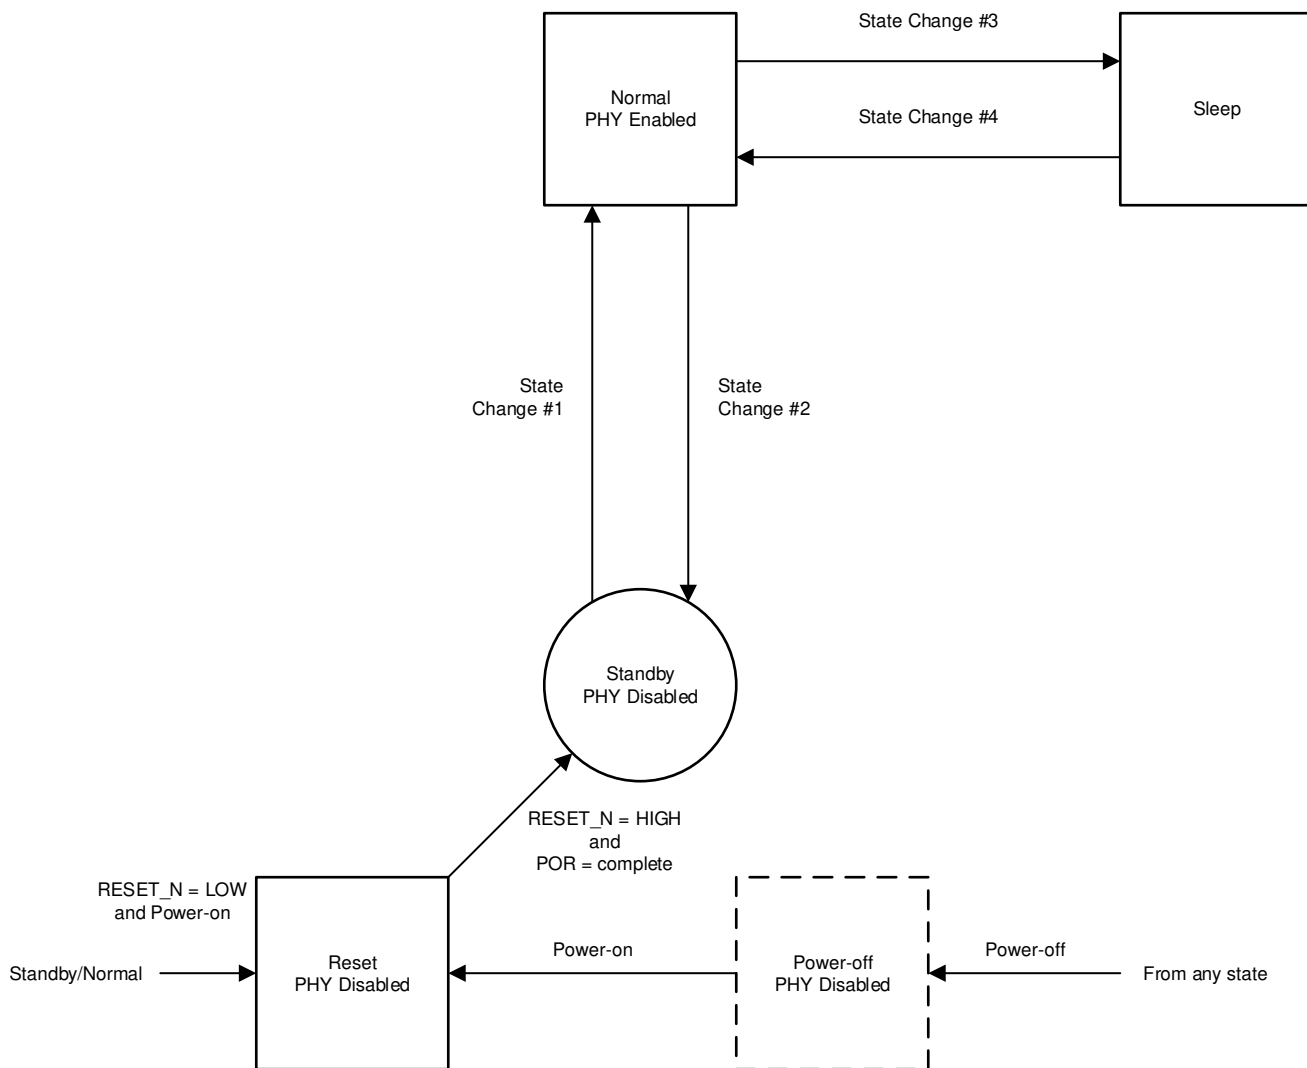 State Change #3
Normal
PHY Enabled
State Change #4
Sleep
State
Change #1
State
Change #2
Standby
PHY Disabled
RESET_N = HIGH
and
POR = complete
RESET_N = LOW
and Power-on
Standby/Normal
Reset
PHY Disabled
Power-on
Power-off
PHY Disabled
Power-off
From any state